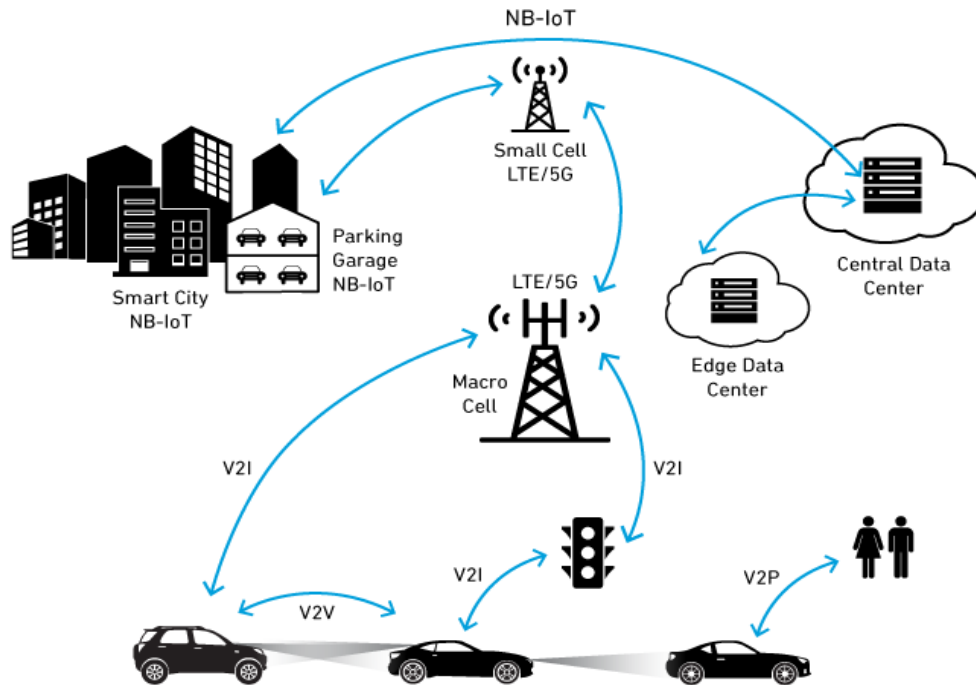 NB-IoT
Small Cell
LTE/5G
Parking
Garage
NB-IoT
Smart City
NB-IoT
Central Data
Center
LTE/5G
Edge Data
Center
Macro
Cell
V2I
V2I
V2I
V2P
V2V